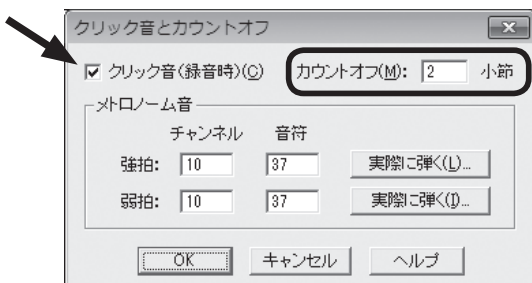 クリック音とカウントオフ
クリック音(録音時)(C) カウントオフ(M): 2 小節
メトロノーム音
チャンネル 音符
強拍: 10 37 実際に弾く(L)...
弱拍: 10 37 実際に弾く(I)...
OK キャンセル ヘルプ